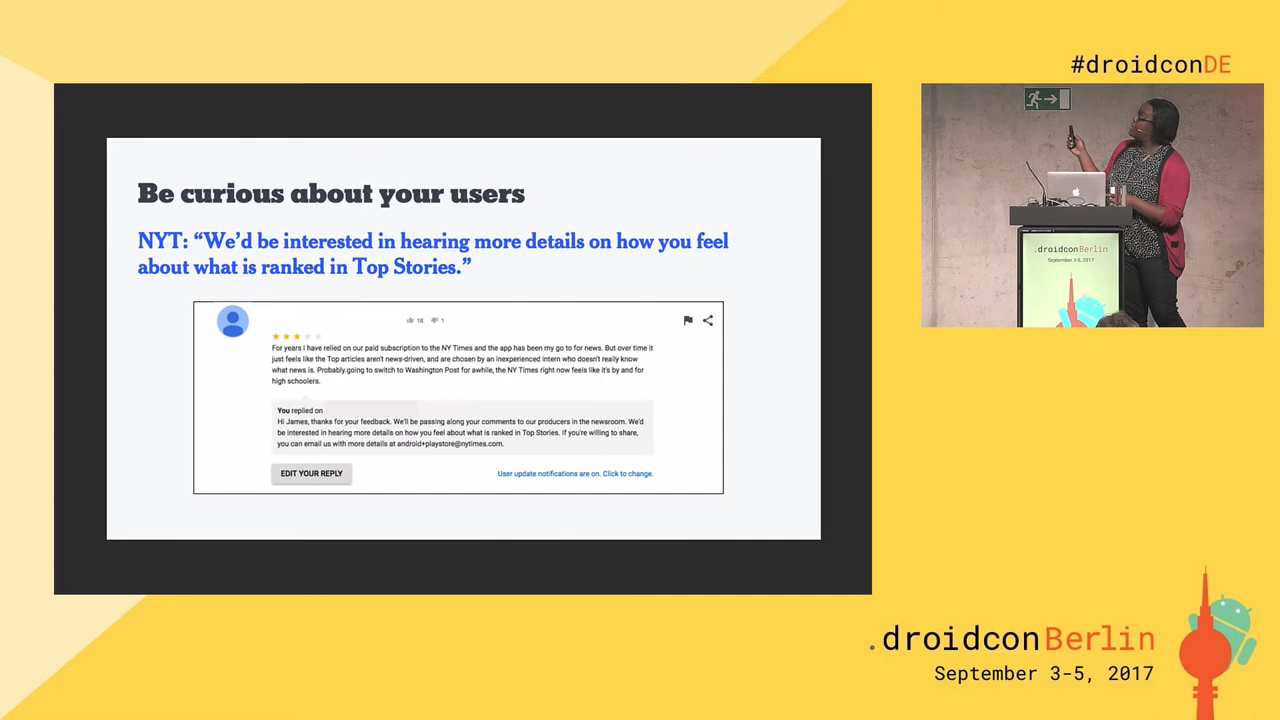 #droidconDE
Be curious about your users
NYT: “We’d be interested in hearing more details on how you feel
about what is ranked in Top Stories.”
18 1
For years I have relied on our paid subscription to the NY Times and the app has been my go to for news. But over time it
just feels like the Top articles aren't news-driven, and are chosen by an inexperienced intern who doesn't really know
what news is. Probably.going to switch to Washington Post for awhile, the NY Times right now feels like it's by and for
high schoolers.
You replied on
Hi James, thanks for your feedback. We'll be passing along your comments to our producers in the newsroom. We'd
be interested in hearing more details on how you feel about what is ranked in Top Stories. If you're willing to share,
you can email us with more details at android+playstore@nytimes.com.
EDIT YOUR REPLY
User update notifications are on. Click to change.
.droidconBerlin
September 3-5, 2017
.droidconBerlin
September 3-5, 2017